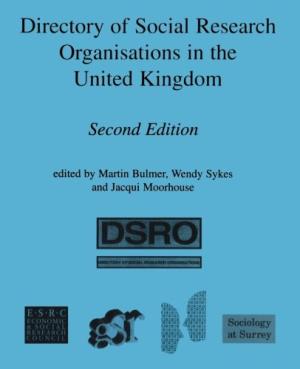 Directory of Social Research
Organisations in the
United Kingdom
Second Edition
edited by Martin Bulmer, Wendy Sykes
and Jacqui Moorhouse
DSRO
DIRECTORY OF SOCIAL RESEARCH ORGANISATIONS
E·S·R·C
ECONOMIC
& SOCIAL
RESEARCH
COUNCIL
gsr
Sociology
at Surrey